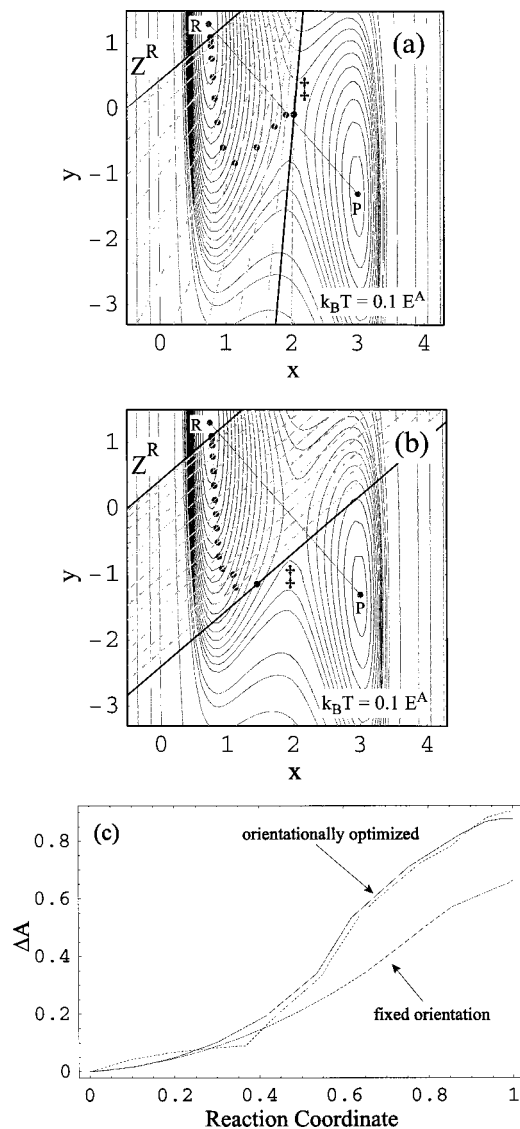 (a)
R
Z^R
‡
1
0
-1
-2
-3
y
P
k_BT = 0.1 E^A
0 1 2 3 4
x
(b)
R
Z^R
‡
1
0
-1
-2
-3
y
P
k_BT = 0.1 E^A
0 1 2 3 4
x
(c)
orientationally optimized
fixed orientation
0.8
0.6
0.4
0.2
0
ΔA
0 0.2 0.4 0.6 0.8 1
Reaction Coordinate